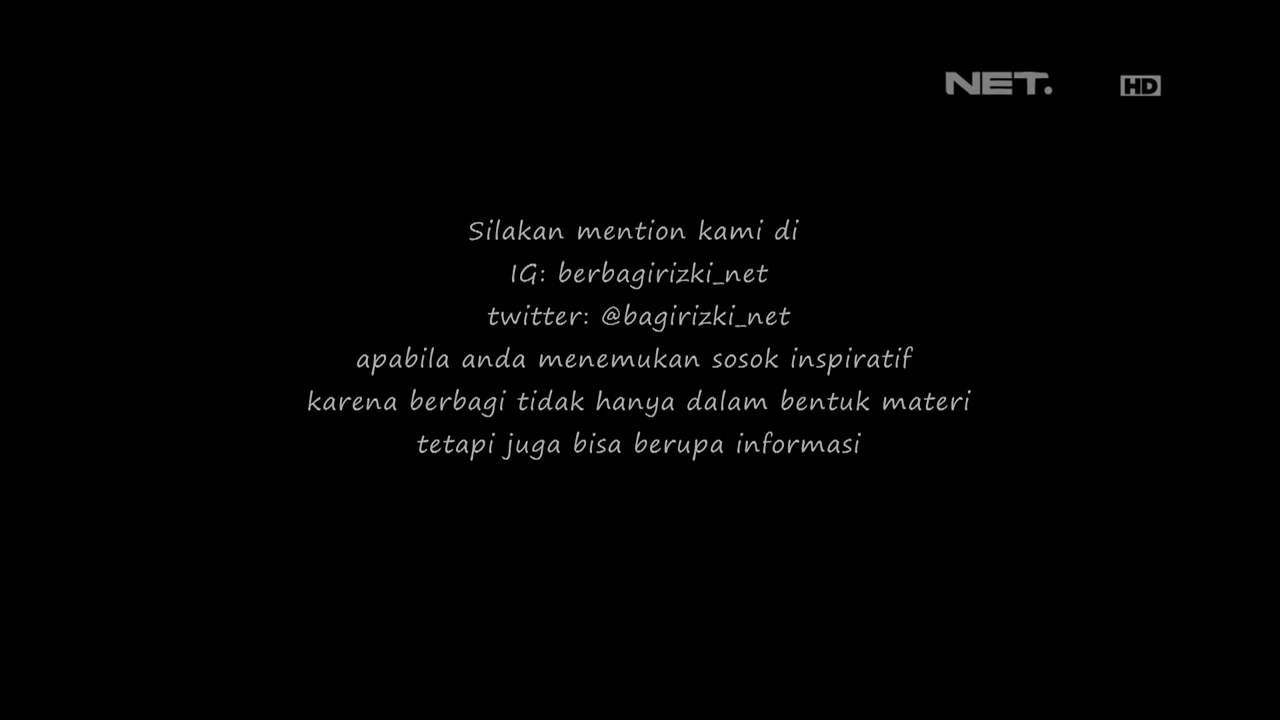 NET.
HD
Silakan mention kami di
IG: berbagirizki_net
twitter: @bagirizki_net
apabila anda menemukan sosok inspiratif
karena berbagi tidak hanya dalam bentuk materi
tetapi juga bisa berupa informasi